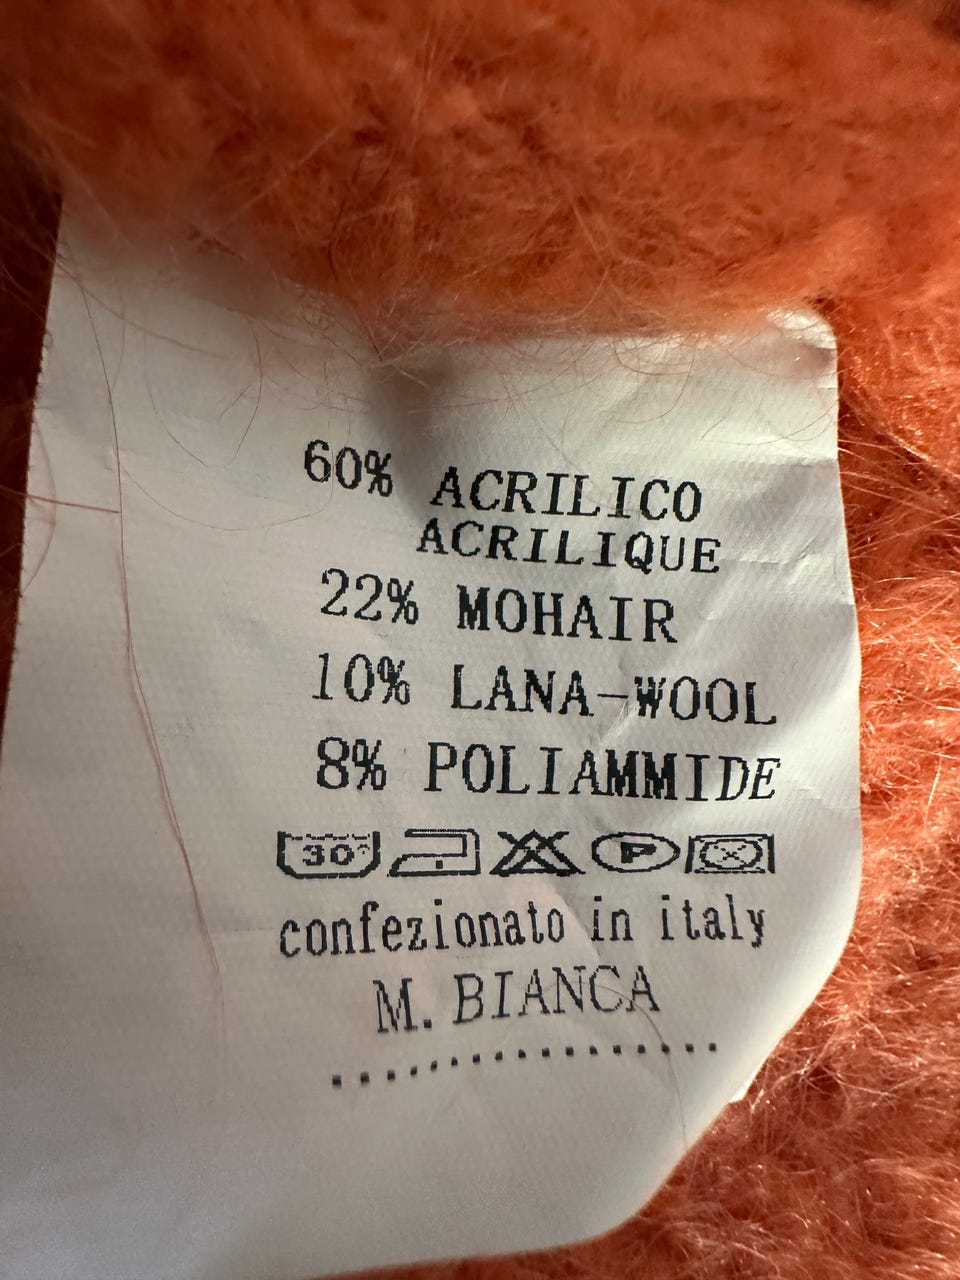 60% ACRILICO
ACRILIQUE
22% MOHAIR
10% LANA-WOOL
8% POLIAMMIDE
30° P
confezionato in italy
M. BIANCA
................